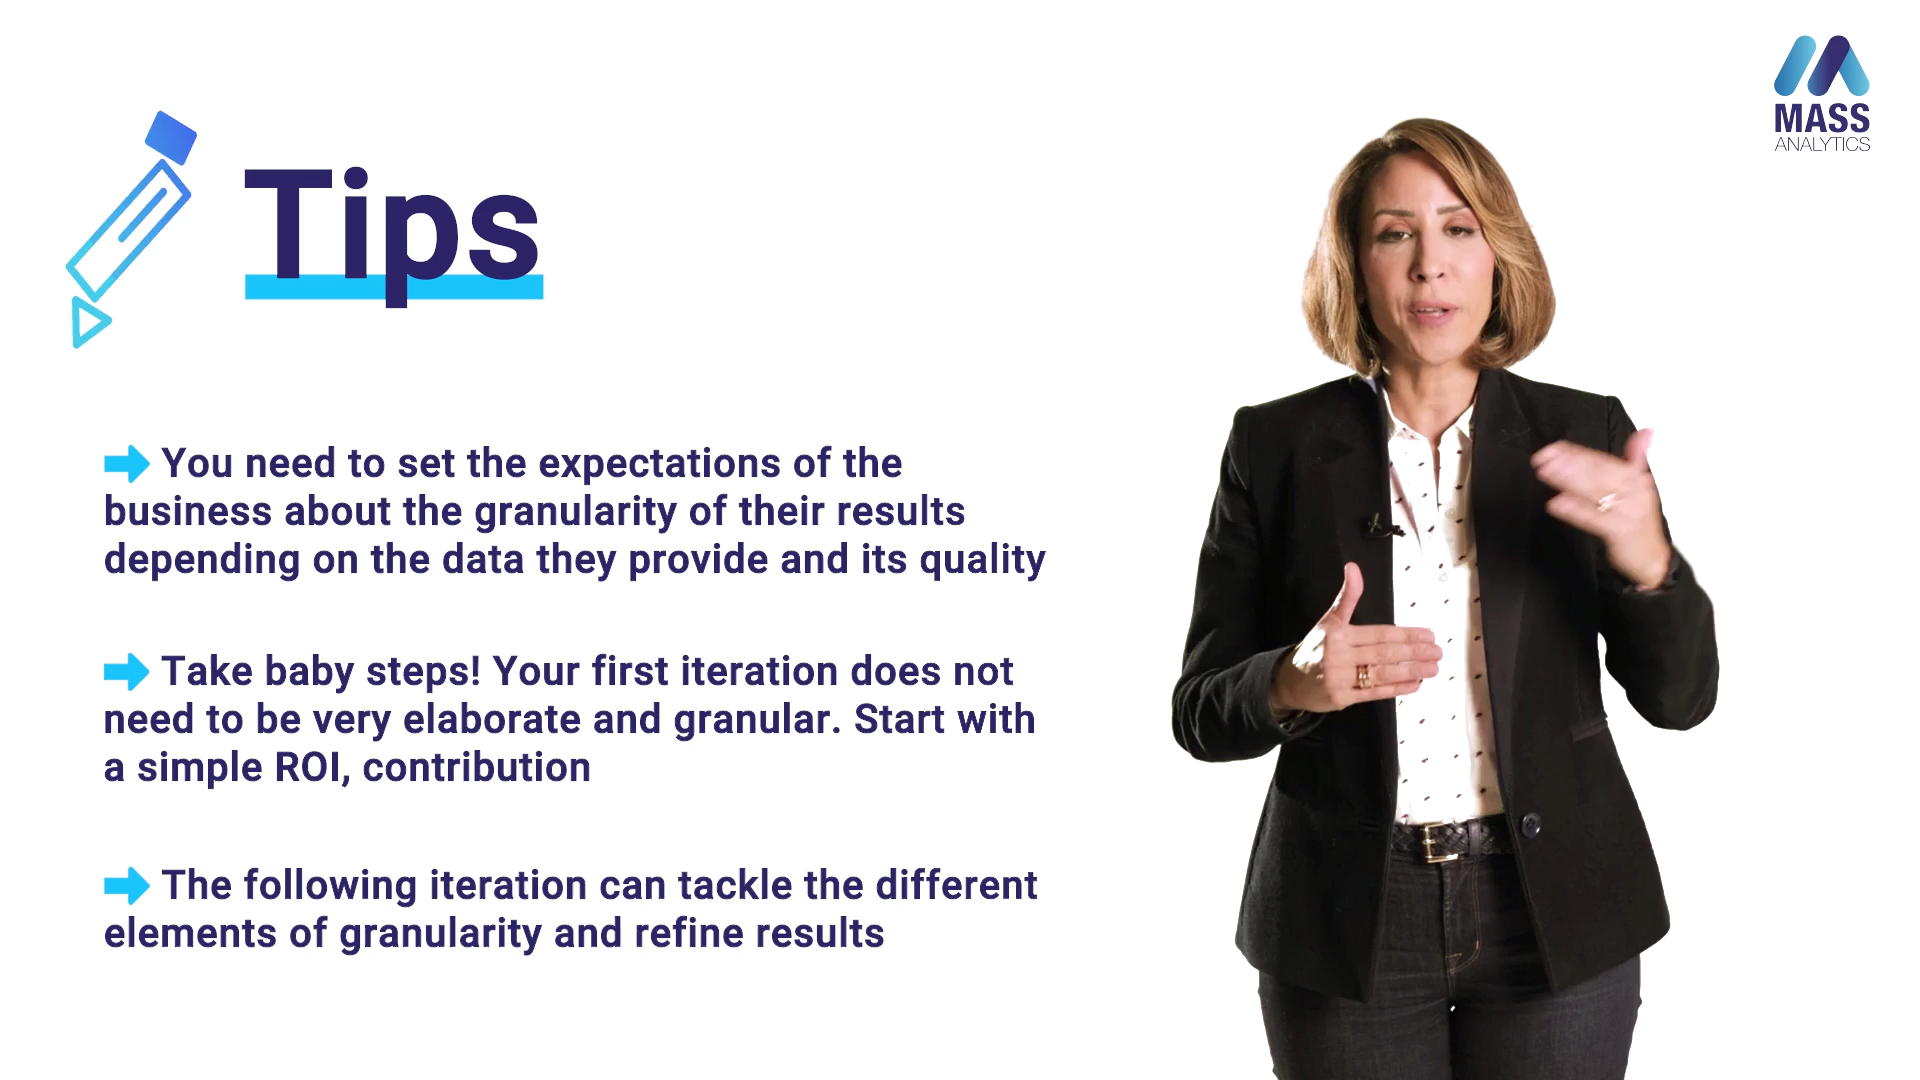 MASS
ANALYTICS
Tips
You need to set the expectations of the
business about the granularity of their results
depending on the data they provide and its quality
Take baby steps! Your first iteration does not
need to be very elaborate and granular. Start with
a simple ROI, contribution
The following iteration can tackle the different
elements of granularity and refine results